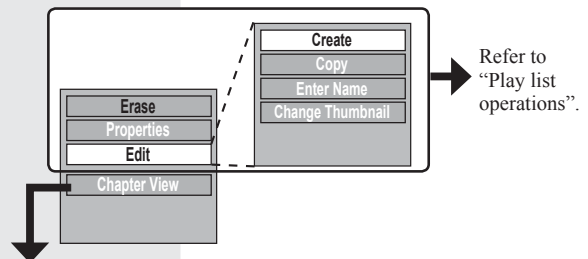 Create
Copy
Enter Name
Change Thumbnail
Refer to
“Play list
operations”.
Erase
Properties
Edit
Chapter View